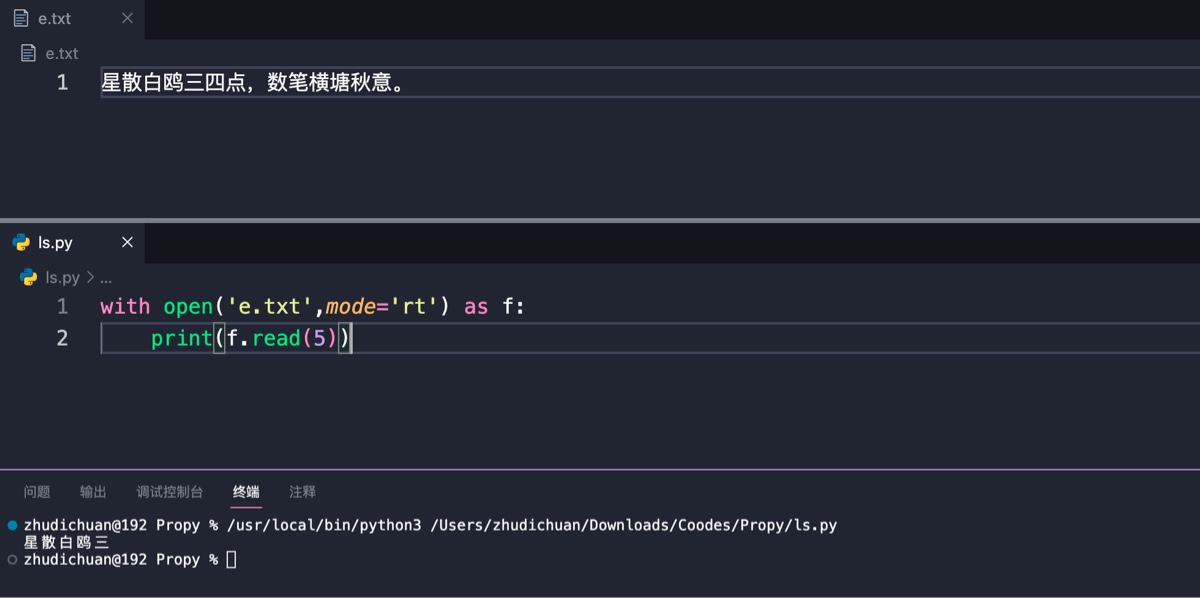 e.txt
e.txt
1 星散白鸥三四点，数笔横塘秋意。
ls.py
ls.py > ...
1 with open('e.txt',mode='rt') as f:
2     print(f.read(5))
问题 输出 调试控制台 终端 注释
zhudichuan@192 Propy % /usr/local/bin/python3 /Users/zhudichuan/Downloads/Coodes/Propy/ls.py
星散白鸥三
zhudichuan@192 Propy %